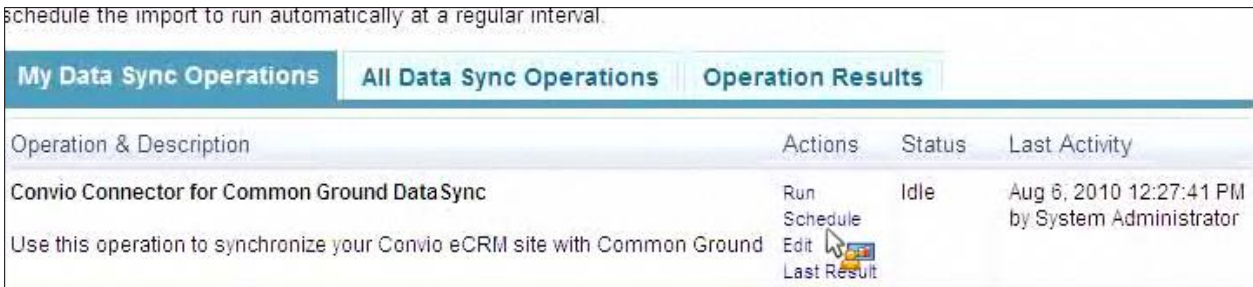 schedule the import to run automatically at a regular interval.
My Data Sync Operations All Data Sync Operations Operation Results
Operation & Description Actions Status Last Activity
Convio Connector for Common Ground DataSync Run Idle Aug 6, 2010 12:27:41 PM
Schedule by System Administrator
Use this operation to synchronize your Convio eCRM site with Common Ground Edit
Last Result